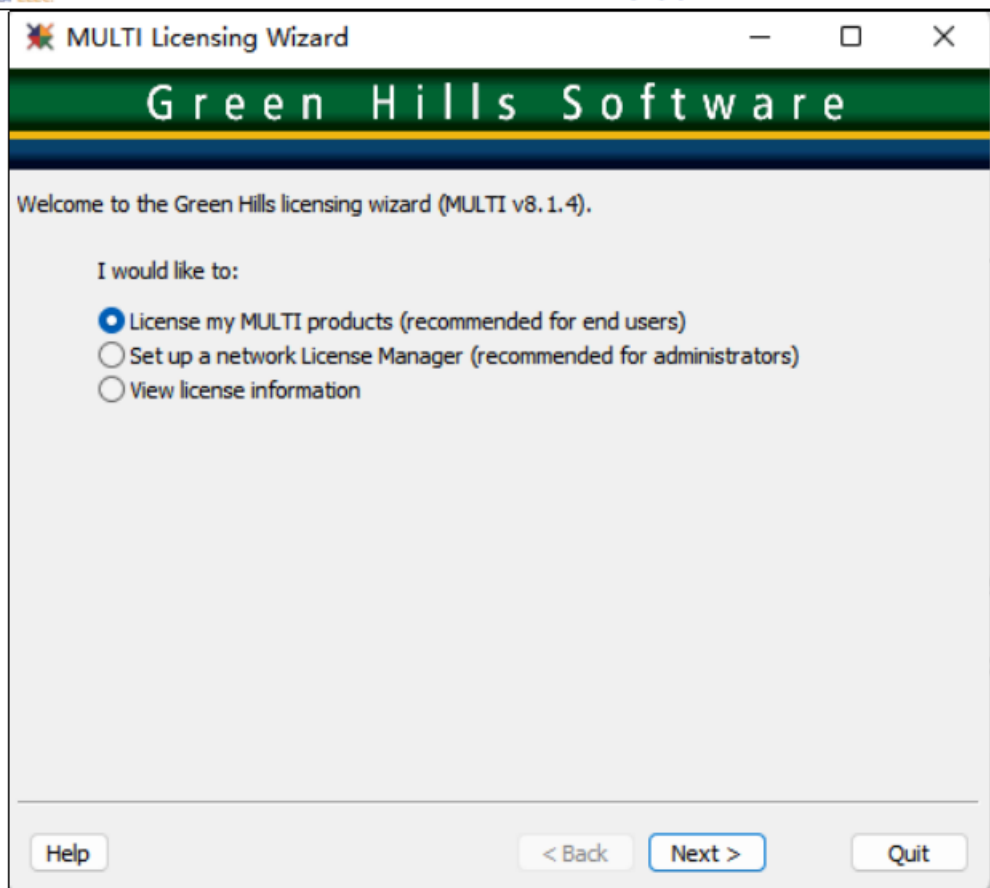 MULTI Licensing Wizard
Green Hills Software
Welcome to the Green Hills licensing wizard (MULTI v8.1.4).
I would like to:
License my MULTI products (recommended for end users)
Set up a network License Manager (recommended for administrators)
View license information
Help
< Back
Next >
Quit